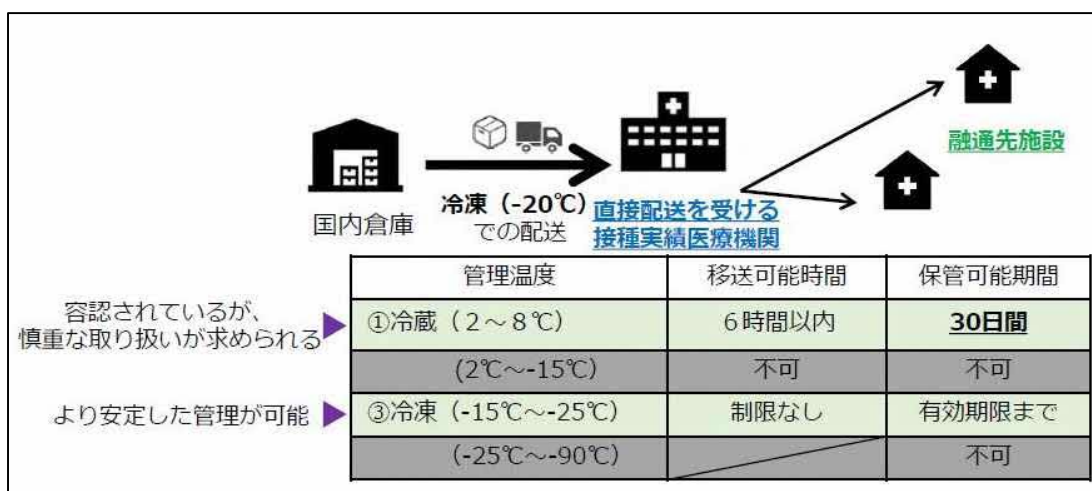 融通先施設
国内倉庫
冷凍（-20℃）
での配送
直接配送を受ける
接種実績医療機関
管理温度 移送可能時間 保管可能期間
容認されているが、
慎重な取り扱いが求められる
①冷蔵（２～８℃） ６時間以内 30日間
(2℃～-15℃) 不可 不可
より安定した管理が可能 ③冷凍（-15℃～-25℃） 制限なし 有効期限まで
（-25℃～-90℃） 不可